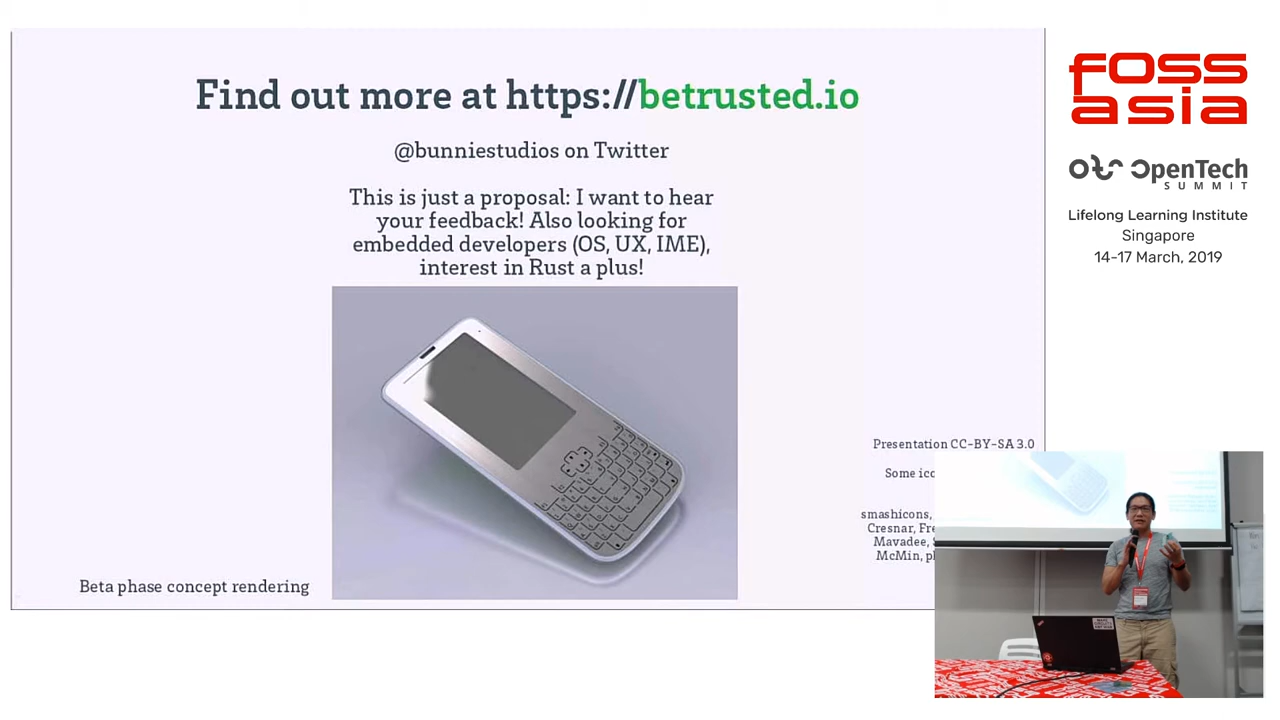 Find out more at https://betrusted.io
@bunniestudios on Twitter
This is just a proposal: I want to hear
your feedback! Also looking for
embedded developers (OS, UX, IME),
interest in Rust a plus!
Presentation CC-BY-SA 3.0
Some
smashicons,
Cresnar,
Mavadee,
McMin,
Beta phase concept rendering
FOSS
ASIA
OpenTech
SUMMIT
Lifelong Learning Institute
Singapore
14-17 March, 2019